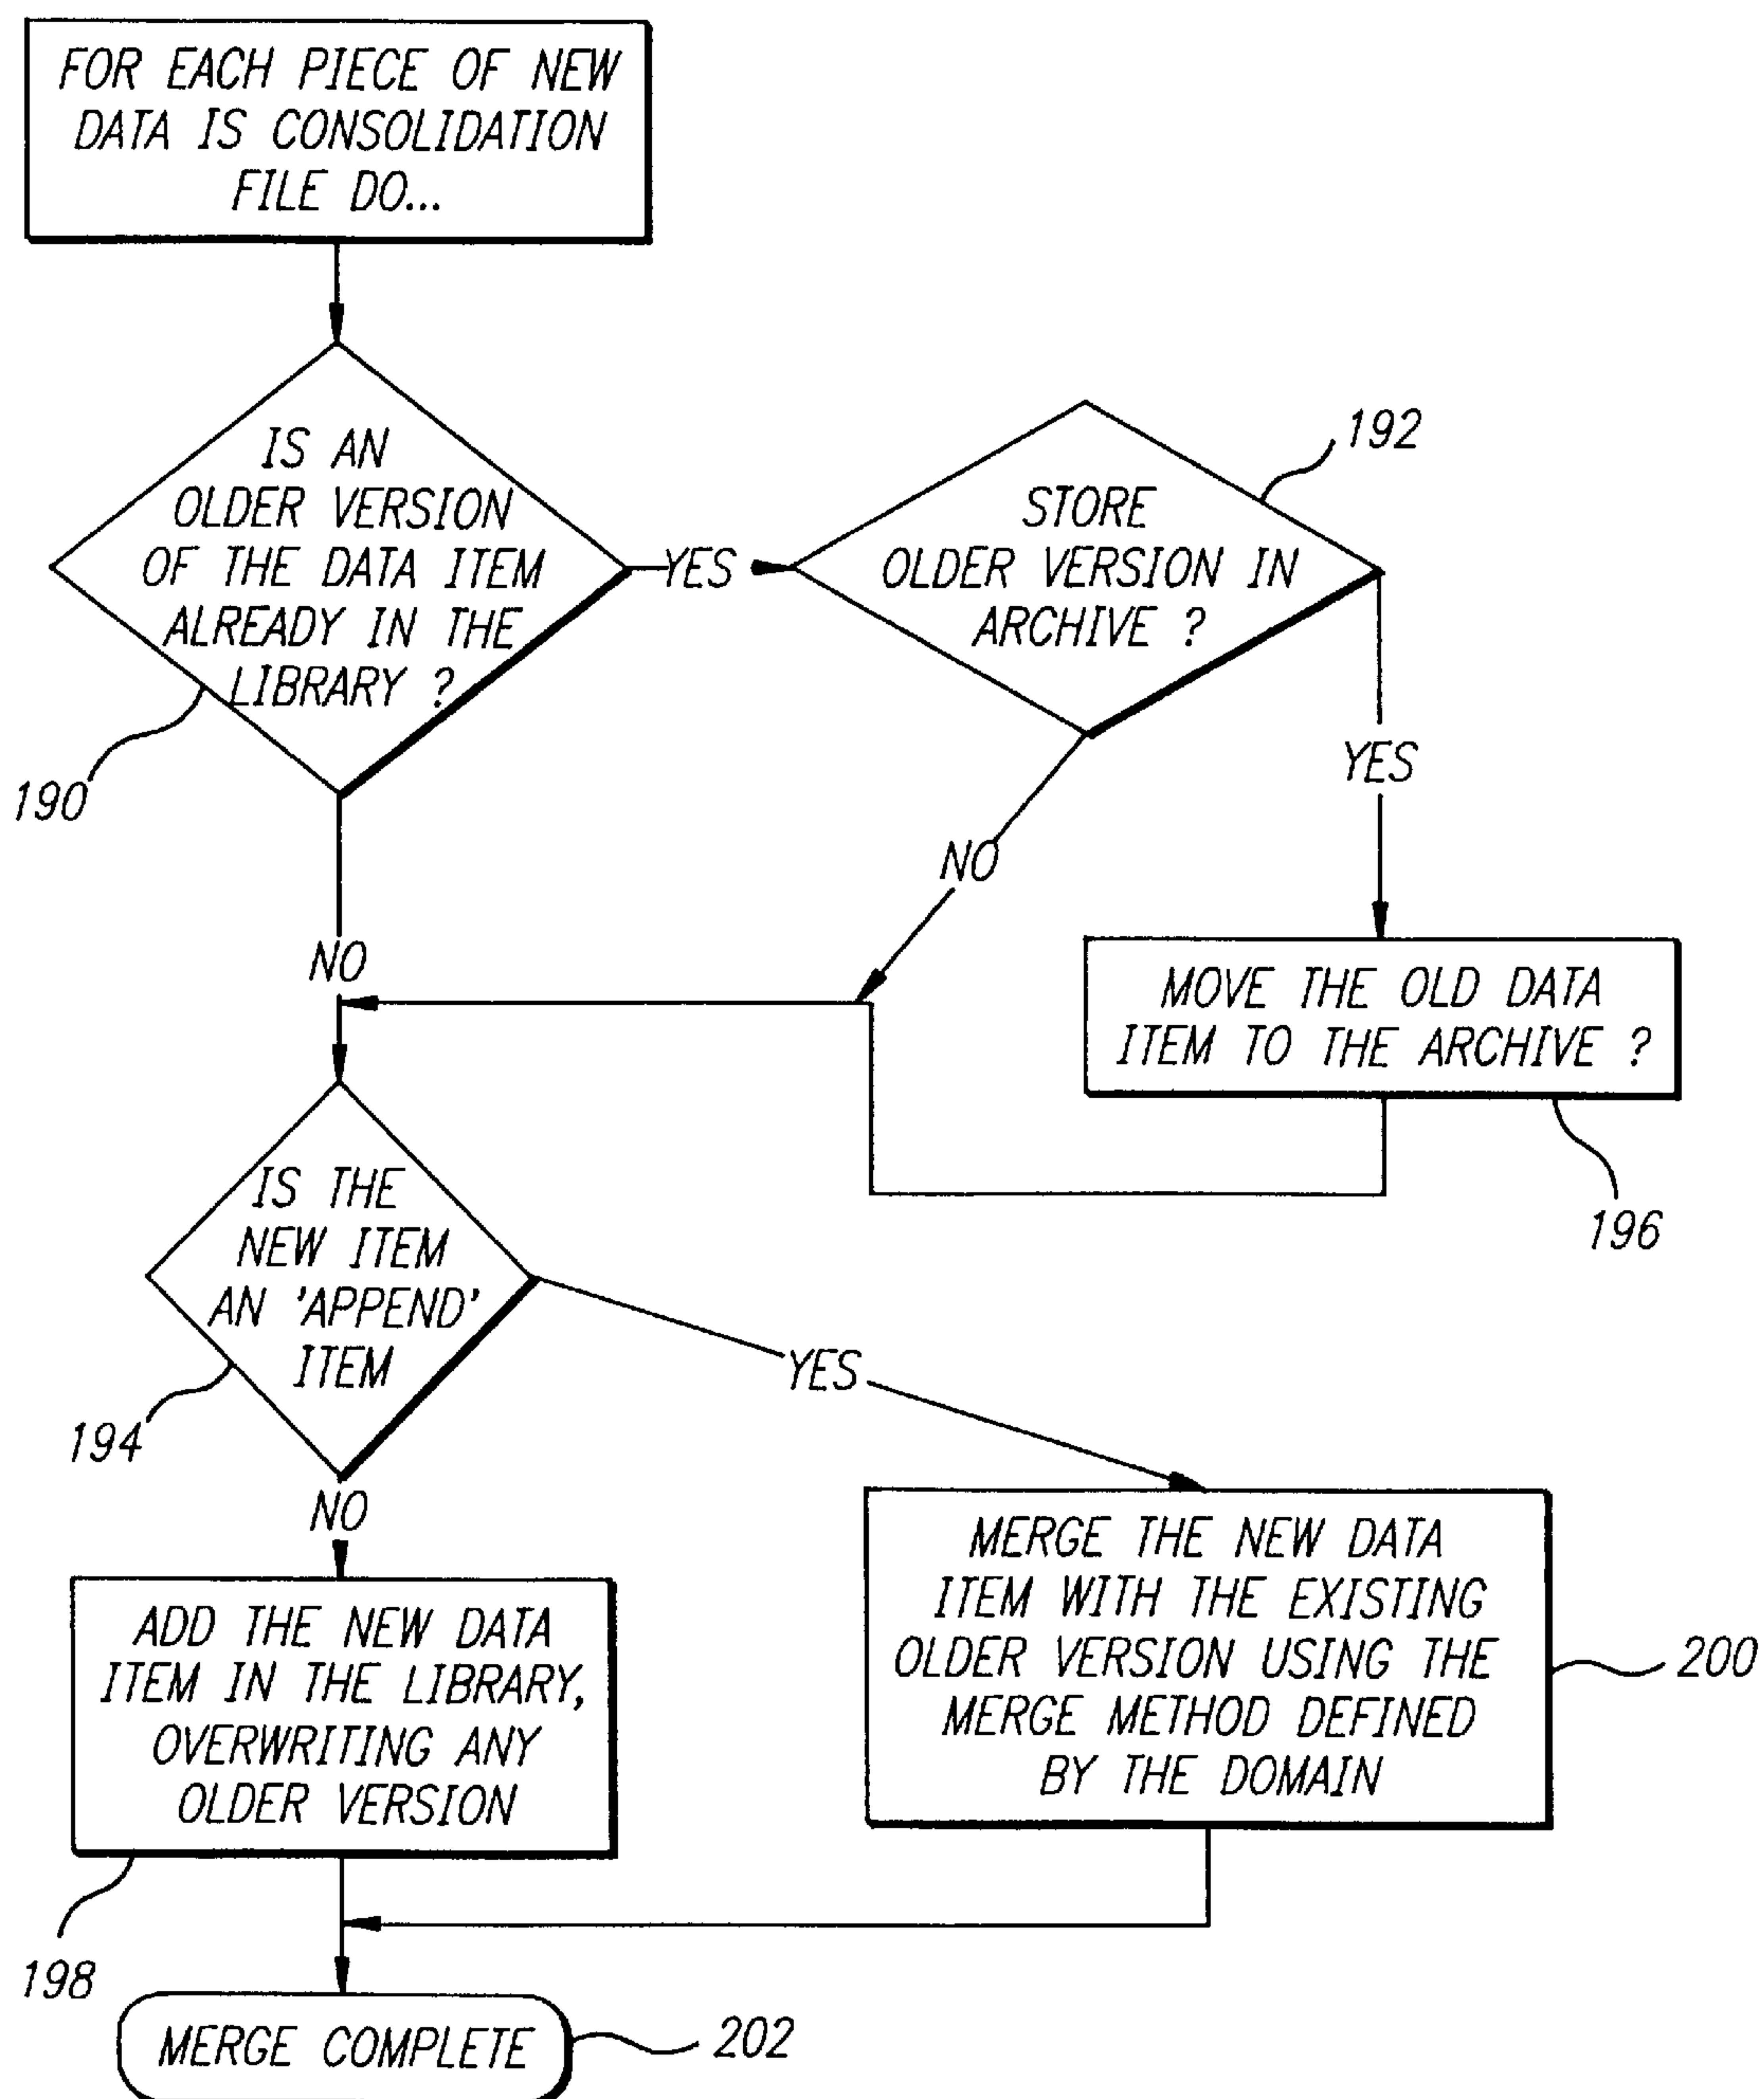 FOR EACH PIECE OF NEW
DATA IS CONSOLIDATION
FILE DO...
IS AN
OLDER VERSION
OF THE DATA ITEM
ALREADY IN THE
LIBRARY ?
190
YES
STORE
OLDER VERSION IN
ARCHIVE ?
192
YES
NO
NO
MOVE THE OLD DATA
ITEM TO THE ARCHIVE ?
196
IS THE
NEW ITEM
AN 'APPEND'
ITEM
194
YES
NO
ADD THE NEW DATA
ITEM IN THE LIBRARY,
OVERWRITING ANY
OLDER VERSION
198
MERGE THE NEW DATA
ITEM WITH THE EXISTING
OLDER VERSION USING THE
MERGE METHOD DEFINED
BY THE DOMAIN
200
MERGE COMPLETE
202